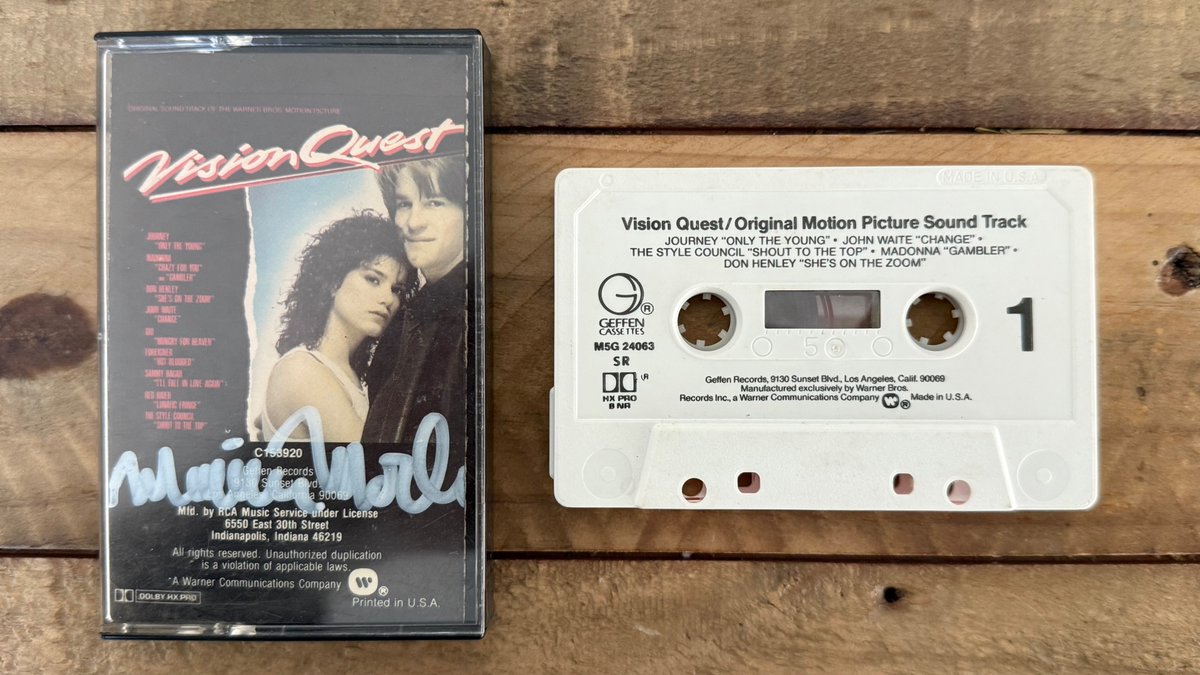 ORIGINAL SOUND TRACK OF THE WARNER BROS. MOTION PICTURE
Vision Quest
JOURNEY
"ONLY THE YOUNG"
MADONNA
"CRAZY FOR YOU"
AND "GAMBLER"
DON HENLEY
"SHE'S ON THE ZOOM"
JOHN WAITE
"CHANGE"
DIO
"HUNGRY FOR HEAVEN"
FOREIGNER
"HOT BLOODED"
SAMMY HAGAR
"I'LL FALL IN LOVE AGAIN"
RED RIDER
"LUNATIC FRINGE"
THE STYLE COUNCIL
"SHOUT TO THE TOP"
C153920
Geffen Records
9130 Sunset Blvd.
Los Angeles, California 90069
Mfd. by RCA Music Service under License
6550 East 30th Street
Indianapolis, Indiana 46219
All rights reserved. Unauthorized duplication
is a violation of applicable laws.
A Warner Communications Company
®
Printed in U.S.A.
DOLBY HX PRO
MADE IN U.S.A.
Vision Quest/Original Motion Picture Sound Track
JOURNEY "ONLY THE YOUNG" • JOHN WAITE "CHANGE" •
THE STYLE COUNCIL "SHOUT TO THE TOP" • MADONNA "GAMBLER" •
DON HENLEY "SHE'S ON THE ZOOM"
G®
GEFFEN
CASSETTES
M5G 24063
SR
HX PRO
B NR
5
1
Geffen Records, 9130 Sunset Blvd., Los Angeles, Calif. 90069
Manufactured exclusively by Warner Bros.
Records Inc., a Warner Communications Company ® Made in U.S.A.